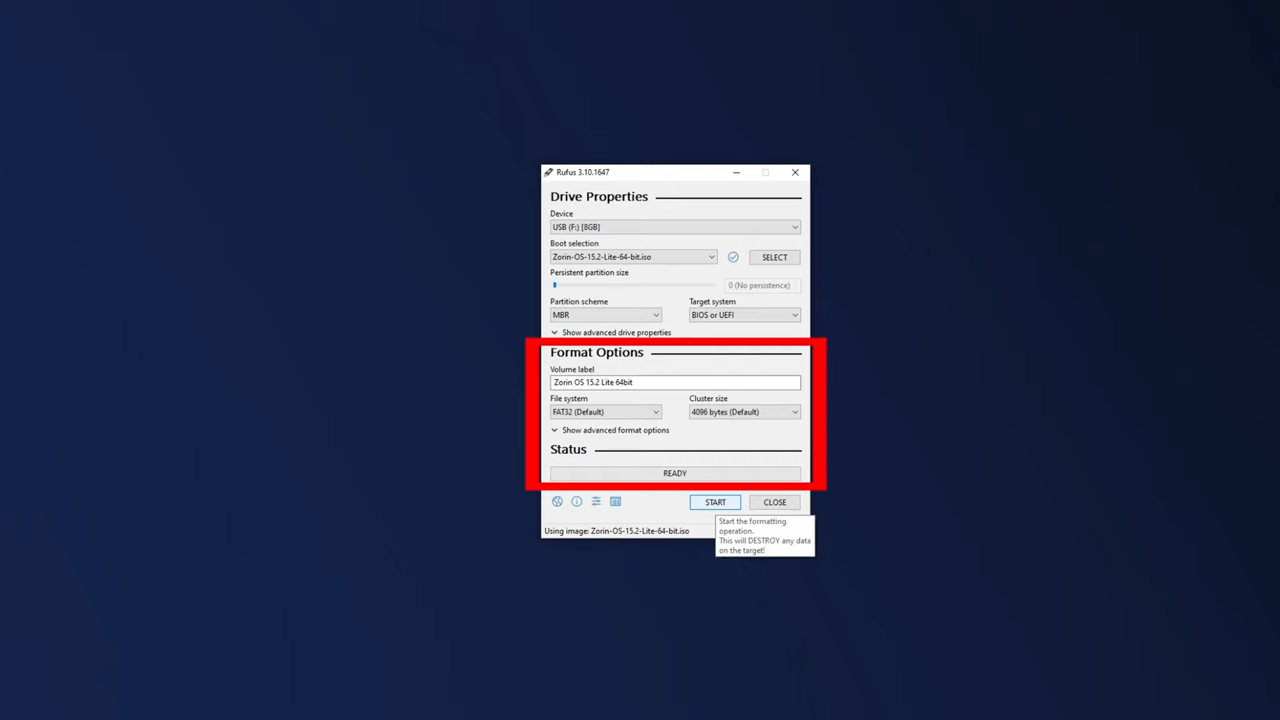 Rufus 3.10.1647
Drive Properties
Device
USB (F:) [8GB]
Boot selection
Zorin-OS-15.2-Lite-64-bit.iso
SELECT
Persistent partition size
0 (No persistence)
Partition scheme
Target system
MBR
BIOS or UEFI
Show advanced drive properties
Format Options
Volume label
Zorin OS 15.2 Lite 64bit
File system
Cluster size
FAT32 (Default)
4096 bytes (Default)
Show advanced format options
Status
READY
START
CLOSE
Start the formatting
operation.
This will DESTROY any data
on the target!
Using image: Zorin-OS-15.2-Lite-64-bit.iso